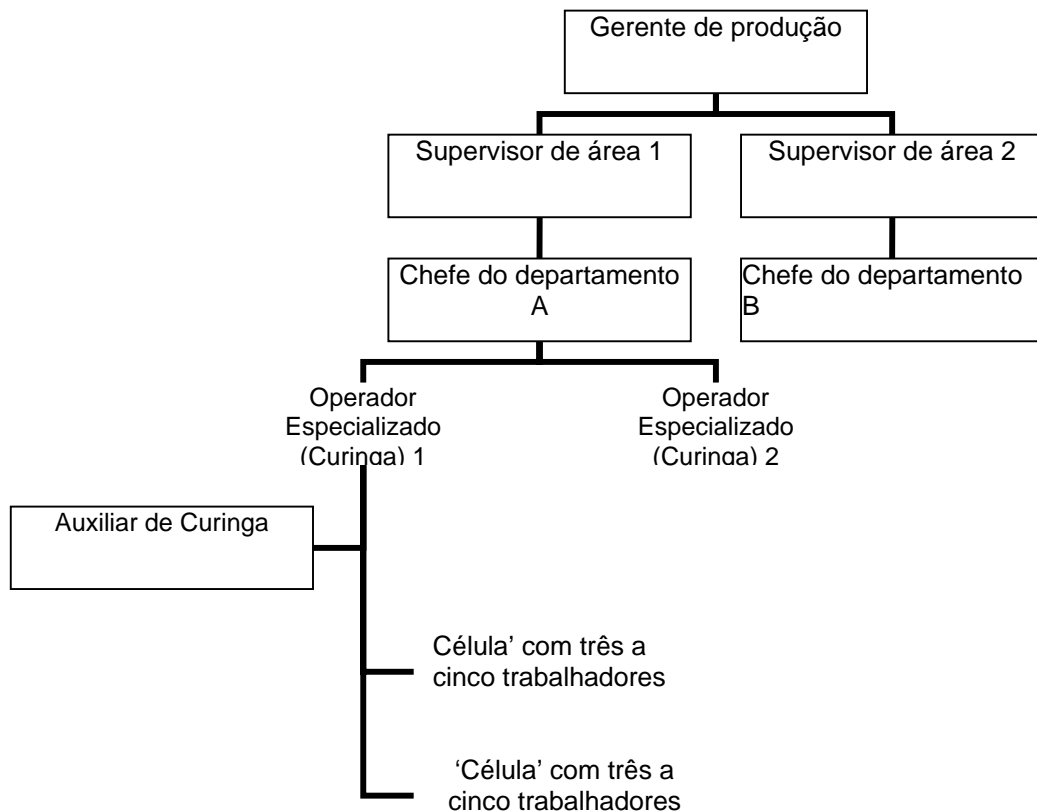 Gerente de produção
Supervisor de área 1
Supervisor de área 2
Chefe do departamento
A
Chefe do departamento
B
Operador
Especializado
(Curinga) 1
Operador
Especializado
(Curinga) 2
Auxiliar de Curinga
Célula’ com três a
cinco trabalhadores
‘Célula’ com três a
cinco trabalhadores